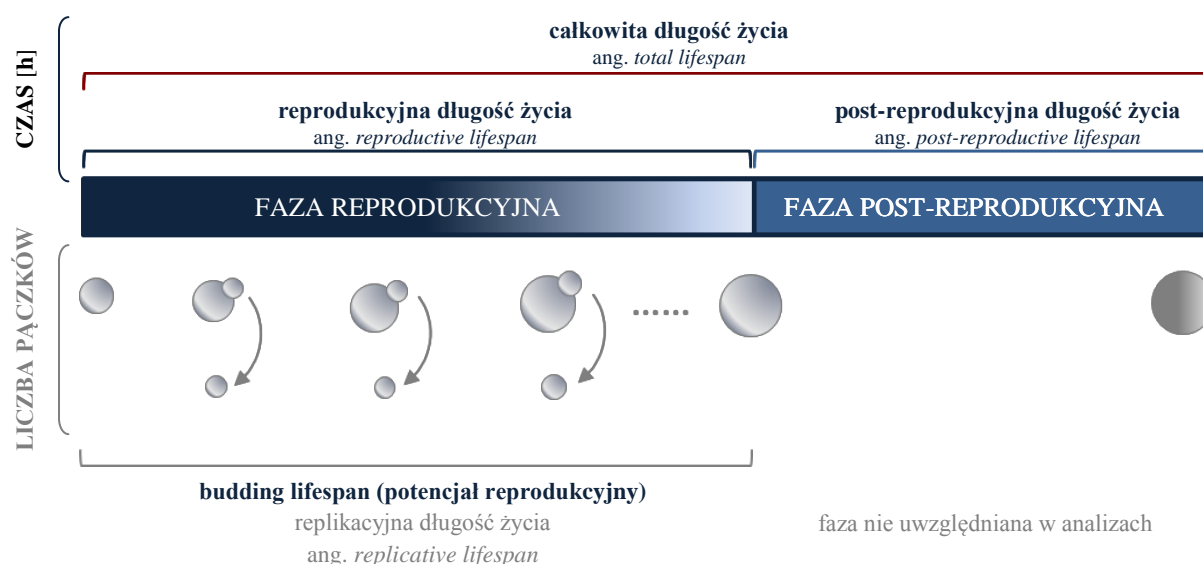 CZAS [h]
całkowita długość życia
ang. total lifespan
reprodukcyjna długość życia
ang. reproductive lifespan
post-reprodukcyjna długość życia
ang. post-reproductive lifespan
FAZA REPRODUKCYJNA
FAZA POST-REPRODUKCYJNA
LICZBA PĄCZKÓW
budding lifespan (potencjał reprodukcyjny)
replikacyjna długość życia
ang. replicative lifespan
faza nie uwzględniana w analizach